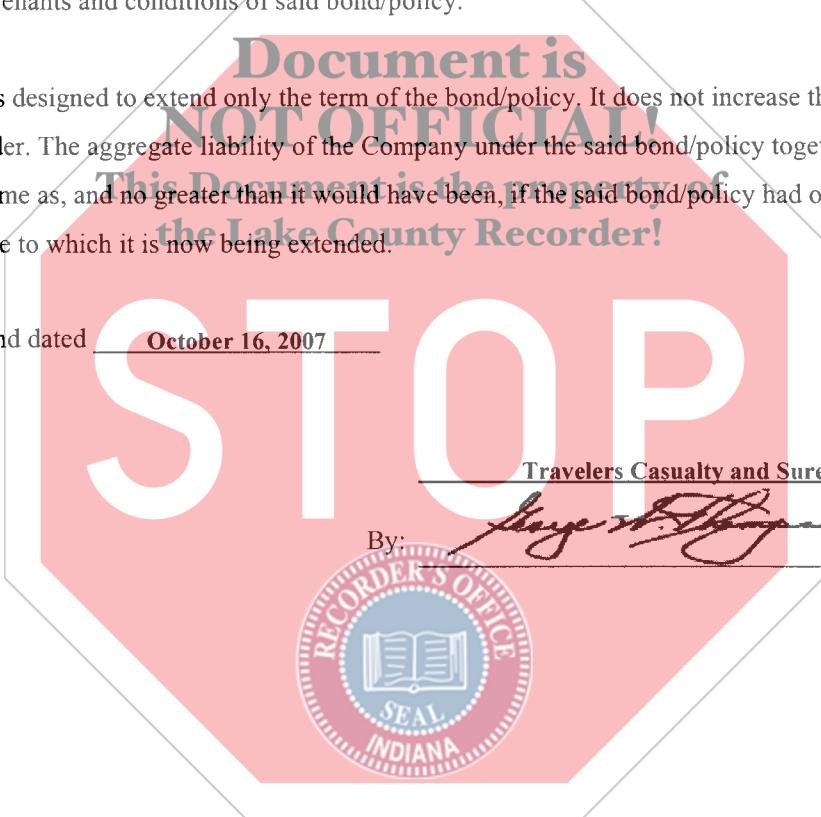 enants and conditions of said bond/policy.
Document is
s designed to extend only the term of the bond/policy. It does not increase th
NOT OFFICIAL!
ler. The aggregate liability of the Company under the said bond/policy toget
This Document is the property of
me as, and no greater than it would have been, if the said bond/policy had o
the Lake County Recorder!
e to which it is now being extended.
nd dated October 16, 2007
STOP
Travelers Casualty and Sure
By: George W. Thompso
RECORDER'S OFFICE
SEAL
INDIANA